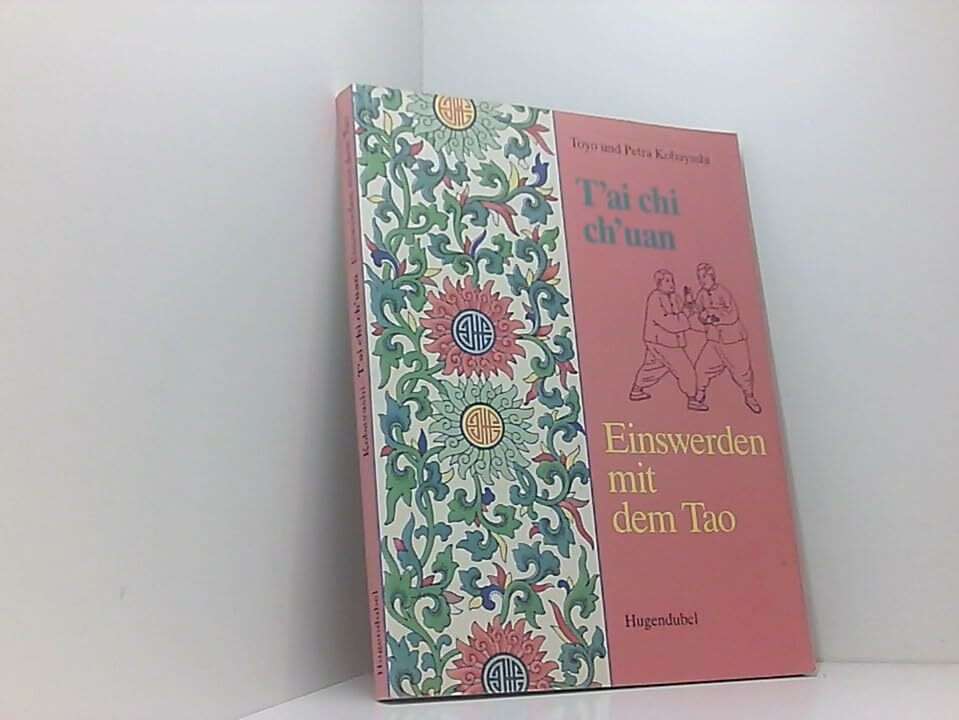 Toyo und Petra Kobayashi
T'ai chi
ch'uan
Einswerden
mit
dem Tao
Hugendubel
Kobayashi T'ai chi ch'uan Einswerden mit dem Tao
Hugendubel